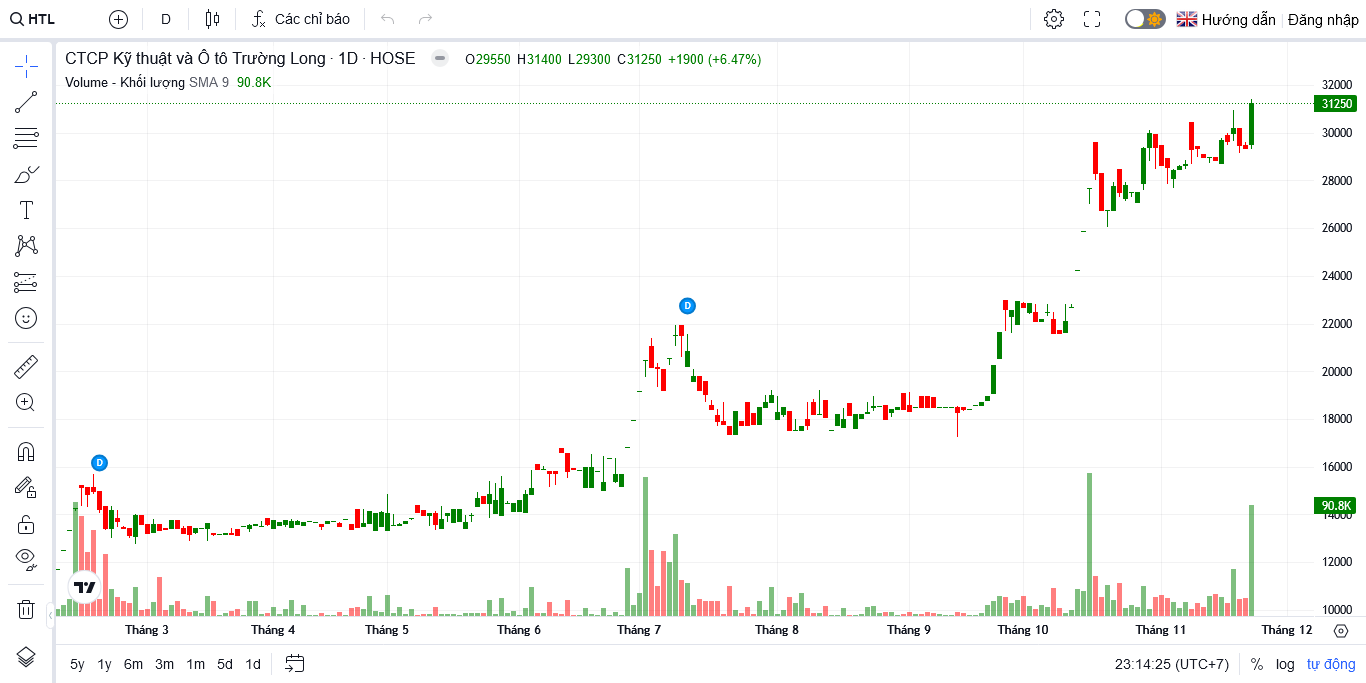 HTL D Các chỉ báo Hướng dẫn Đăng nhập
CTCP Kỹ thuật và Ô tô Trường Long · 1D · HOSE O29550 H31400 L29300 C31250 +1900 (+6.47%)
Volume - Khối lượng SMA 9 90.8K
32000
31250
30000
28000
26000
24000
22000
D
20000
18000
16000
D
90.8K
14000
12000
10000
Tháng 3 Tháng 4 Tháng 5 Tháng 6 Tháng 7 Tháng 8 Tháng 9 Tháng 10 Tháng 11 Tháng 12
5y 1y 6m 3m 1m 5d 1d 23:14:25 (UTC+7) % log tự động